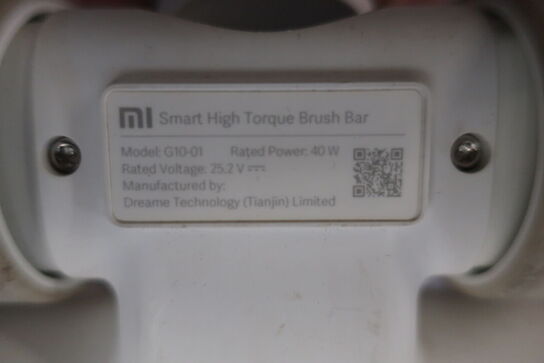 mi Smart High Torque Brush Bar
Model: G10-01 Rated Power: 40 W
Rated Voltage: 25.2 V ⎓
Manufactured by:
Dreame Technology (Tianjin) Limited